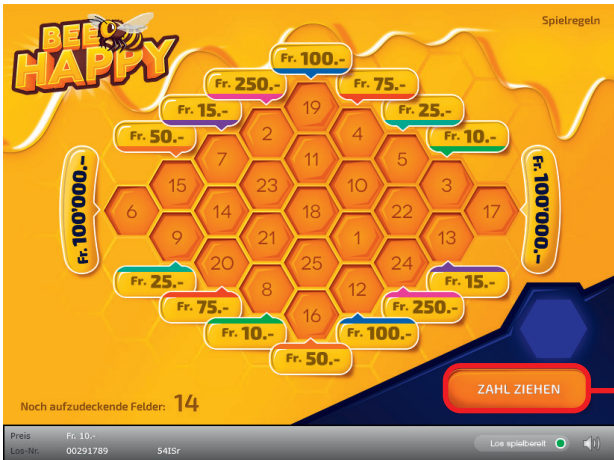 Spielregeln
BEE
HAPPY
Fr. 100.-
Fr. 250.-
Fr. 75.-
Fr. 15.-
Fr. 25.-
Fr. 50.-
Fr. 10.-
19
2
4
7
11
5
15
23
10
3
Fr. 100'000.-
6
14
18
22
17
Fr. 100'000.-
9
21
1
13
20
25
24
8
12
16
Fr. 25.-
Fr. 15.-
Fr. 75.-
Fr. 250.-
Fr. 10.-
Fr. 100.-
Fr. 50.-
ZAHL ZIEHEN
Noch aufzudeckende Felder: 14
Preis Fr. 10.-
Los spielbereit
Los-Nr. 00291789 54ISr